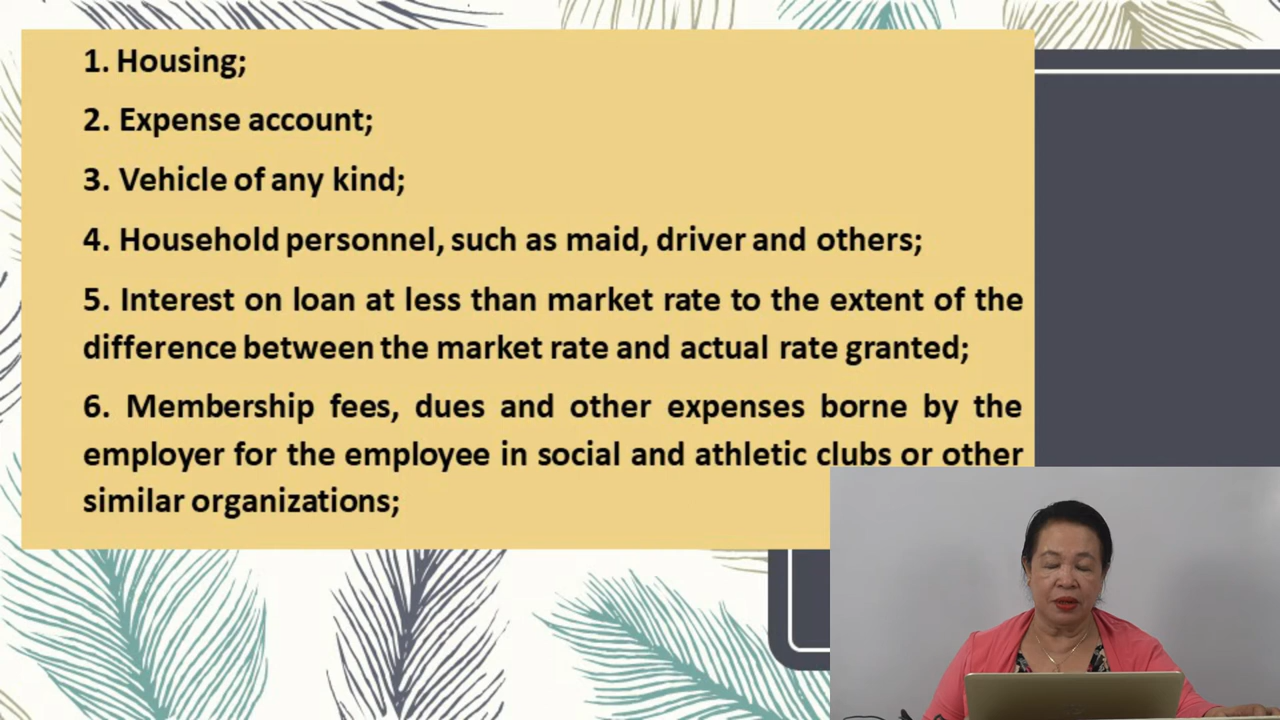 1. Housing;
2. Expense account;
3. Vehicle of any kind;
4. Household personnel, such as maid, driver and others;
5. Interest on loan at less than market rate to the extent of the
difference between the market rate and actual rate granted;
6. Membership fees, dues and other expenses borne by the
employer for the employee in social and athletic clubs or other
similar organizations;